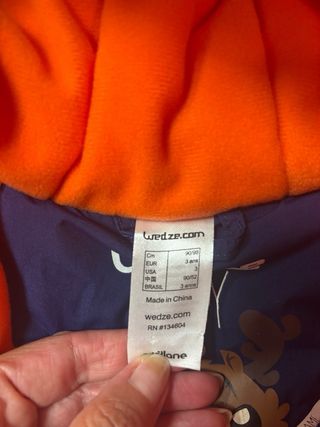 wedze.com
Cm 90/98
EUR 3 ans
USA 3
中国 90/52
BRASIL 3 anos
Made in China
wedze.com
RN #134604